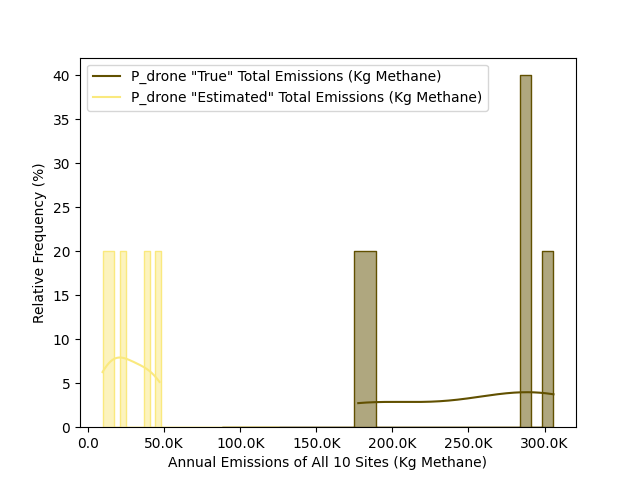 P_drone "True" Total Emissions (Kg Methane)
P_drone "Estimated" Total Emissions (Kg Methane)
40
35
30
25
20
15
10
5
0
Relative Frequency (%)
0.0 50.0K 100.0K 150.0K 200.0K 250.0K 300.0K
Annual Emissions of All 10 Sites (Kg Methane)